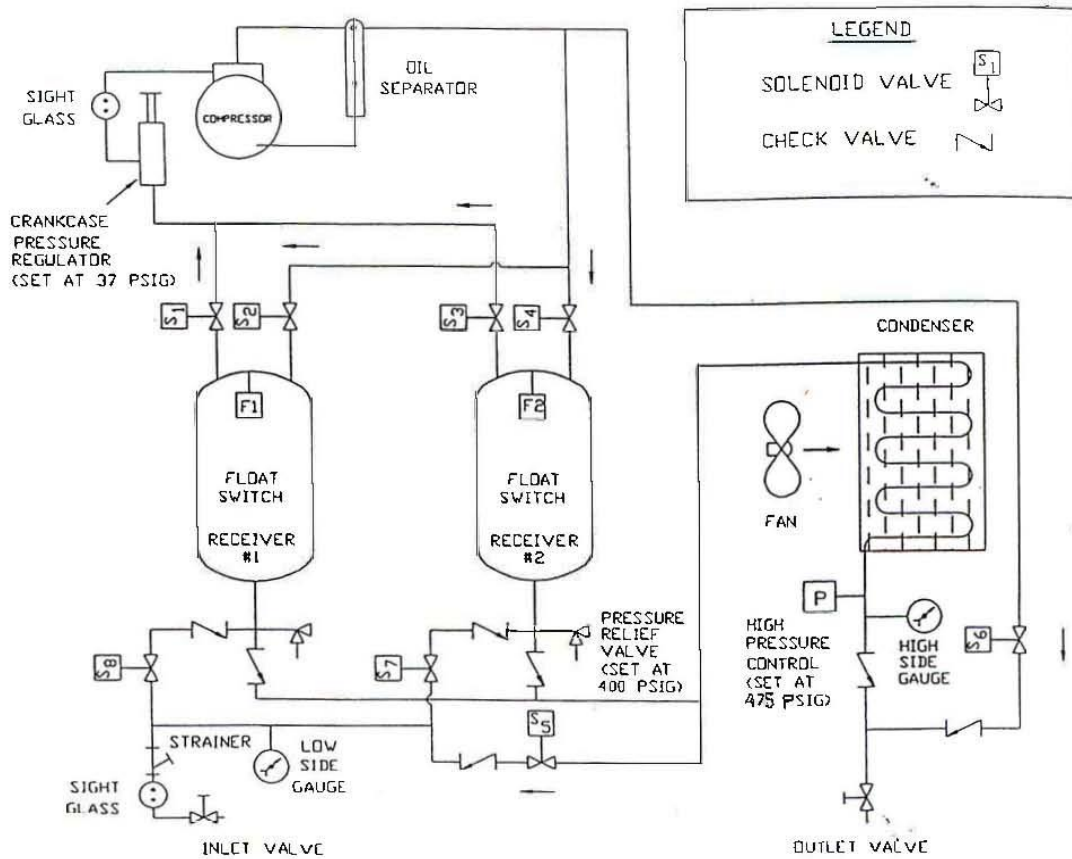 LEGEND
SOLENOID VALVE
S1
CHECK VALVE
OIL
SEPARATOR
SIGHT
GLASS
COMPRESSOR
CRANKCASE
PRESSURE
REGULATOR
(SET AT 37 PSIG)
S1
S2
S3
S4
CONDENSER
F1
F2
FLOAT
SWITCH
RECEIVER
#1
FLOAT
SWITCH
RECEIVER
#2
FAN
P
HIGH
PRESSURE
CONTROL
(SET AT
475 PSIG)
HIGH
SIDE
GAUGE
S6
PRESSURE
RELIEF
VALVE
(SET AT
400 PSIG)
S8
S7
S5
STRAINER
LOW
SIDE
GAUGE
SIGHT
GLASS
INLET VALVE
OUTLET VALVE